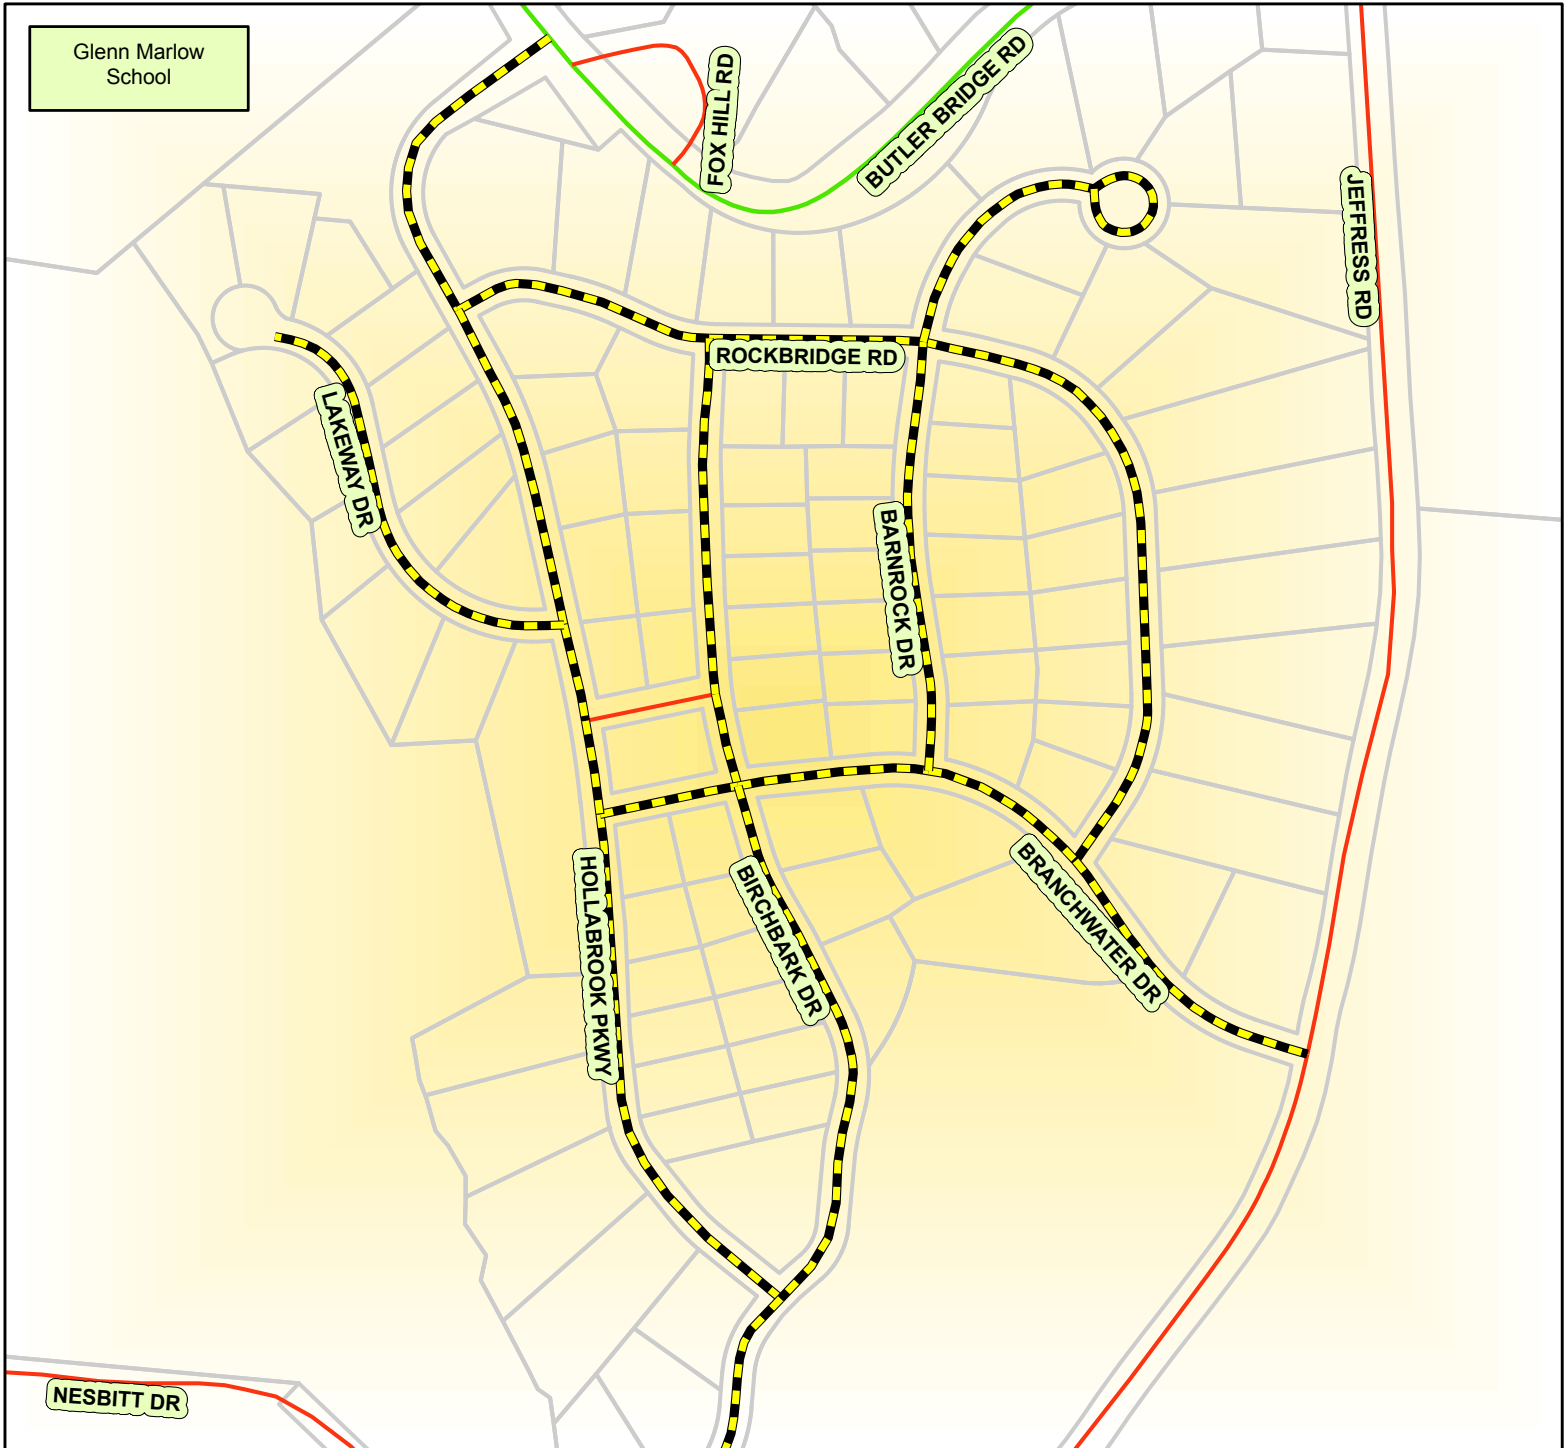 Glenn Marlow
School
FOX HILL RD
BUTLER BRIDGE RD
JEFFRESS RD
ROCKBRIDGE RD
LAKEWAY DR
BARNROCK DR
HOLLABROOK PKWY
BIRCHBARK DR
BRANCHWATER DR
NESBITT DR